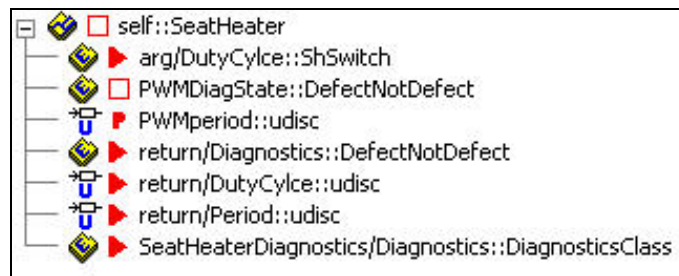 self::SeatHeater
arg/DutyCylce::ShSwitch
PWMDiagState::DefectNotDefect
PWMperiod::udisc
return/Diagnostics::DefectNotDefect
return/DutyCylce::udisc
return/Period::udisc
SeatHeaterDiagnostics/Diagnostics::DiagnosticsClass